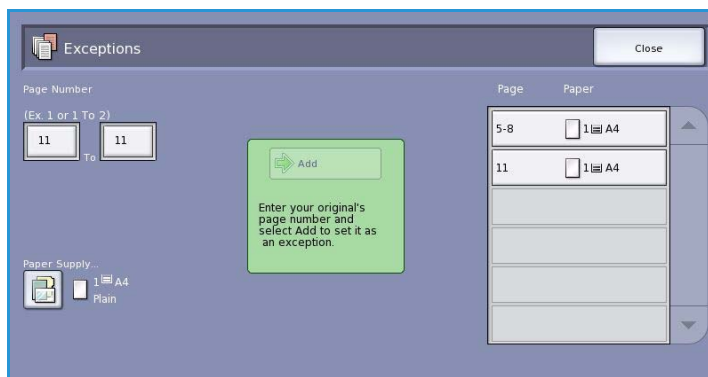 Exceptions
Close
Page Number
(Ex. 1 or 1 To 2)
11 To 11
Add
Enter your original's
page number and
select Add to set it as
an exception.
Paper Supply...
1 A4
Plain
Page Paper
5-8 1 A4
11 1 A4